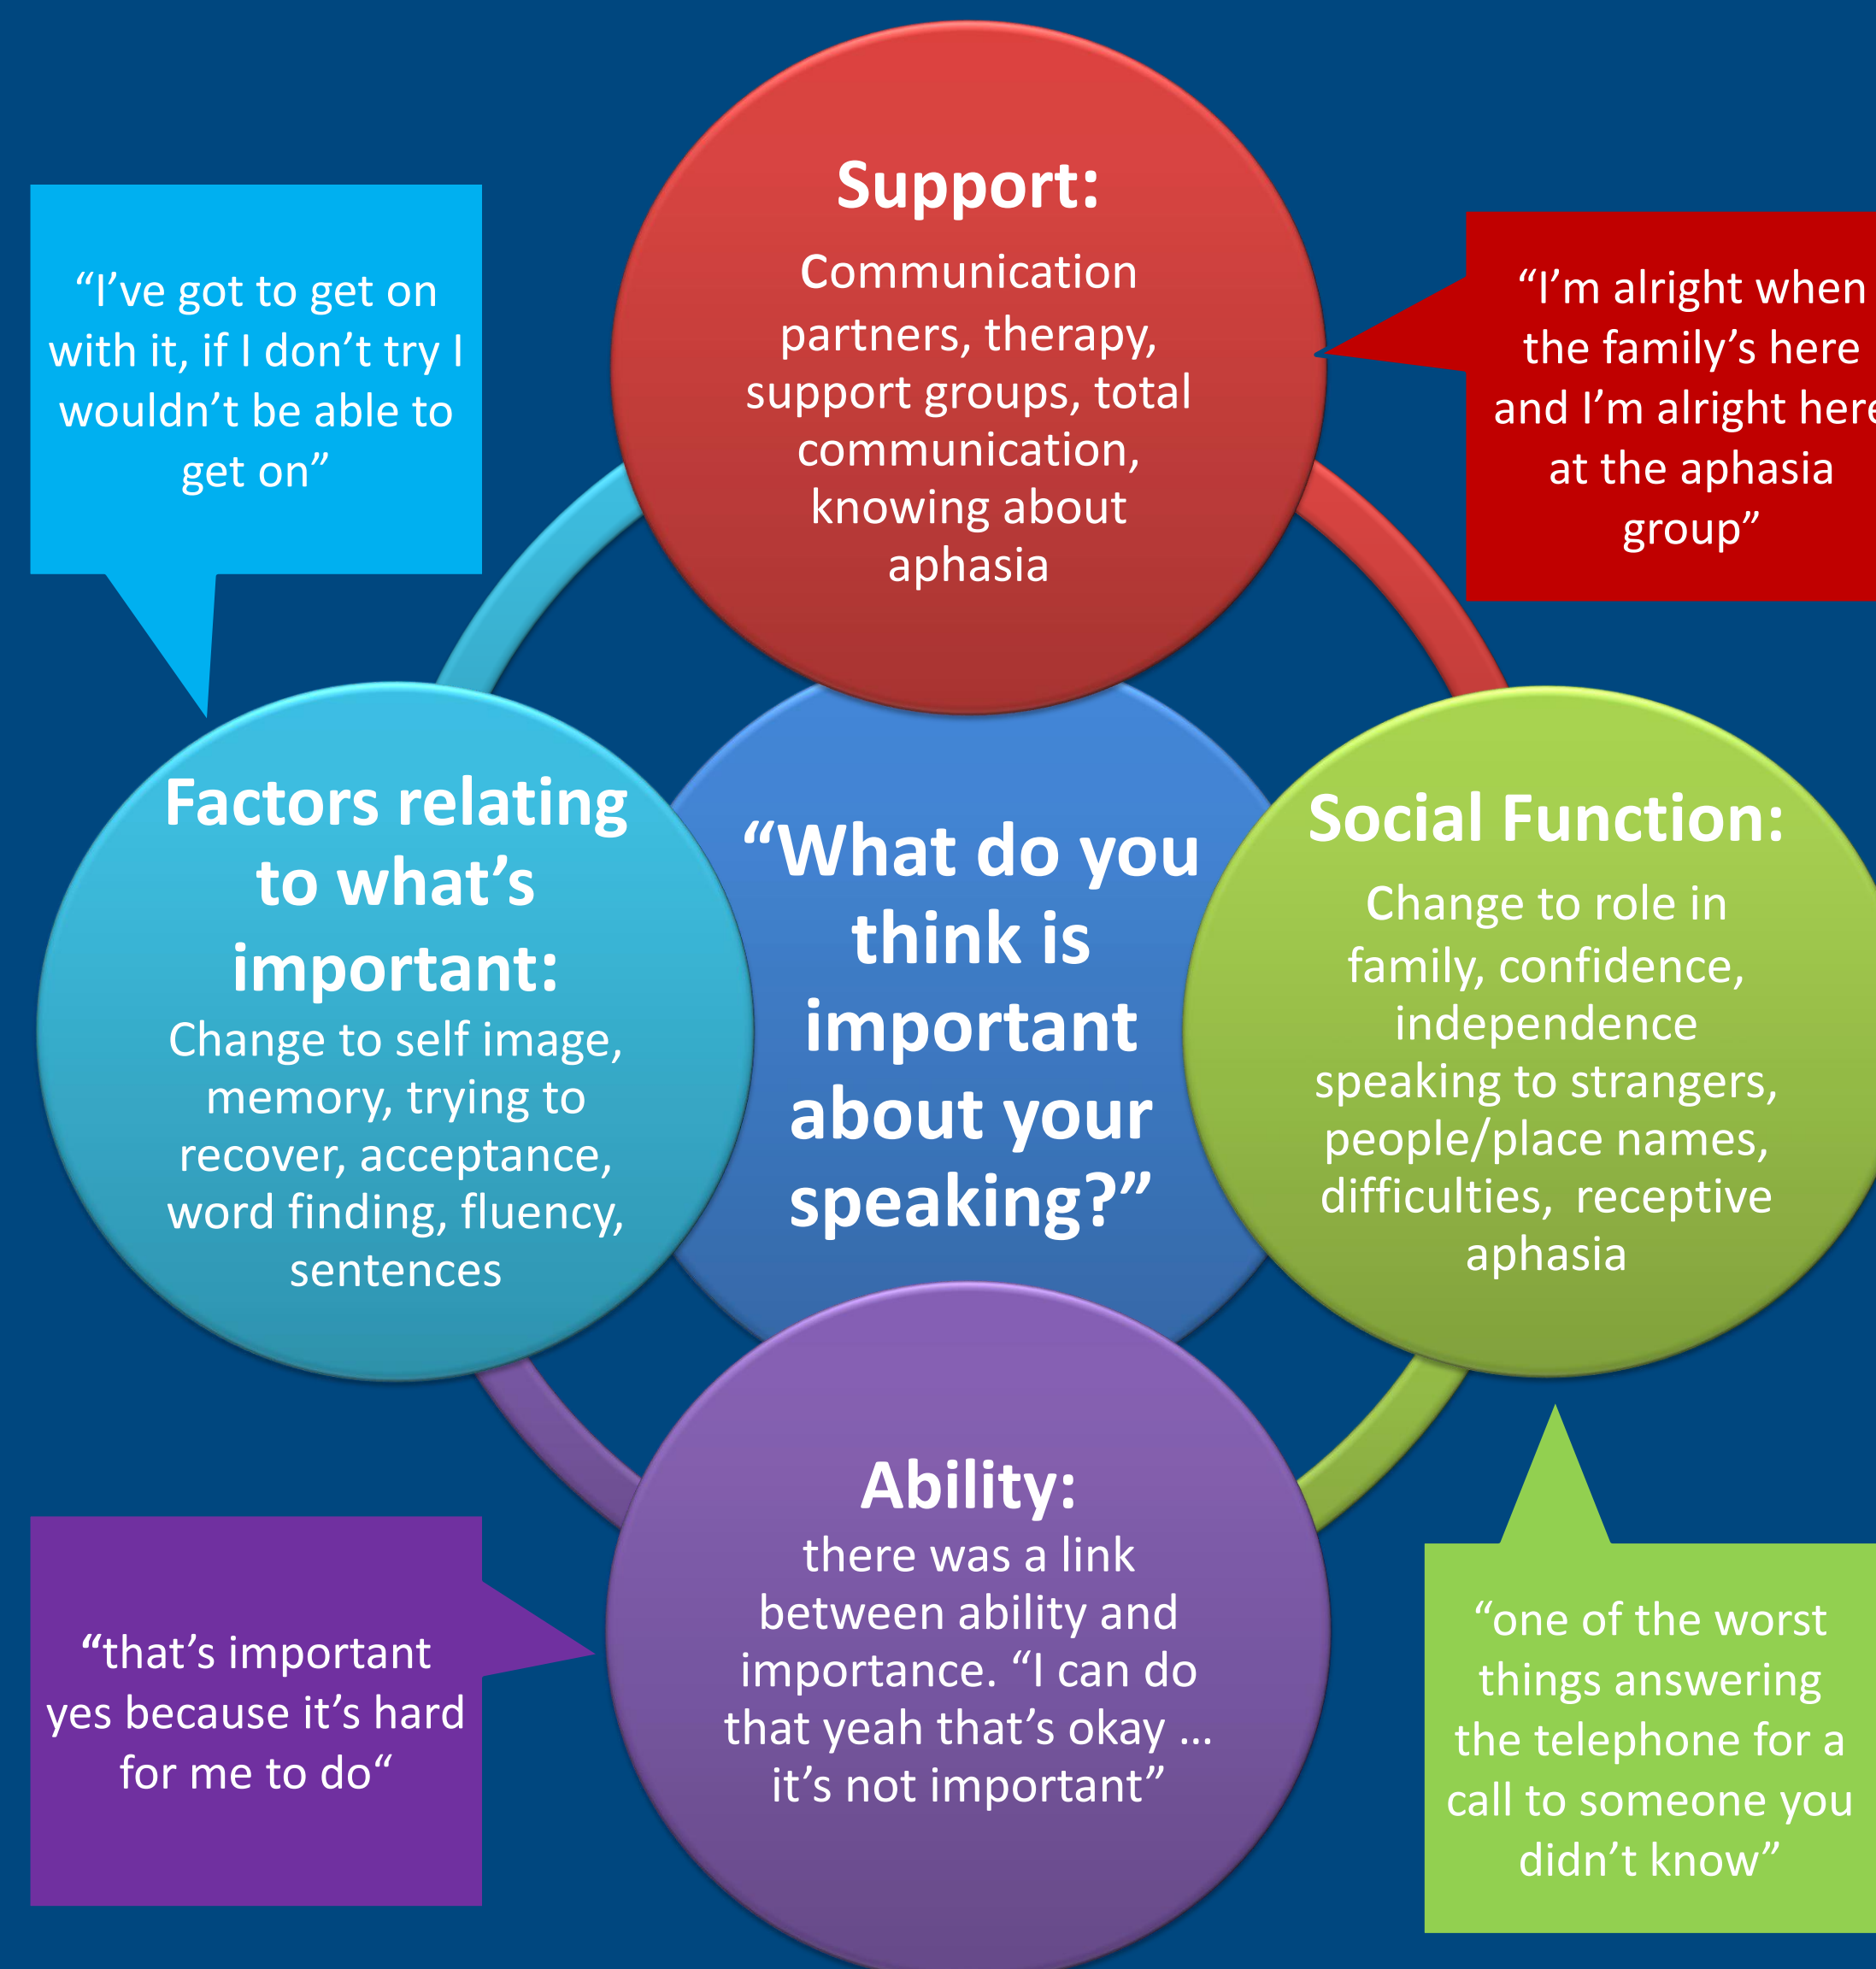 Support:
Communication
partners, therapy,
support groups, total
communication,
knowing about
aphasia
“I’ve got to get on
with it, if I don’t try I
wouldn’t be able to
get on”
“I’m alright when
the family’s here
and I’m alright here
at the aphasia
group”
Factors relating
to what’s
important:
Change to self image,
memory, trying to
recover, acceptance,
word finding, fluency,
sentences
“What do you
think is
important
about your
speaking?”
Social Function:
Change to role in
family, confidence,
independence
speaking to strangers,
people/place names,
difficulties,  receptive
aphasia
Ability:
there was a link
between ability and
importance. “I can do
that yeah that’s okay ...
it’s not important”
“that’s important
yes because it’s hard
for me to do“
“one of the worst
things answering
the telephone for a
call to someone you
didn’t know”